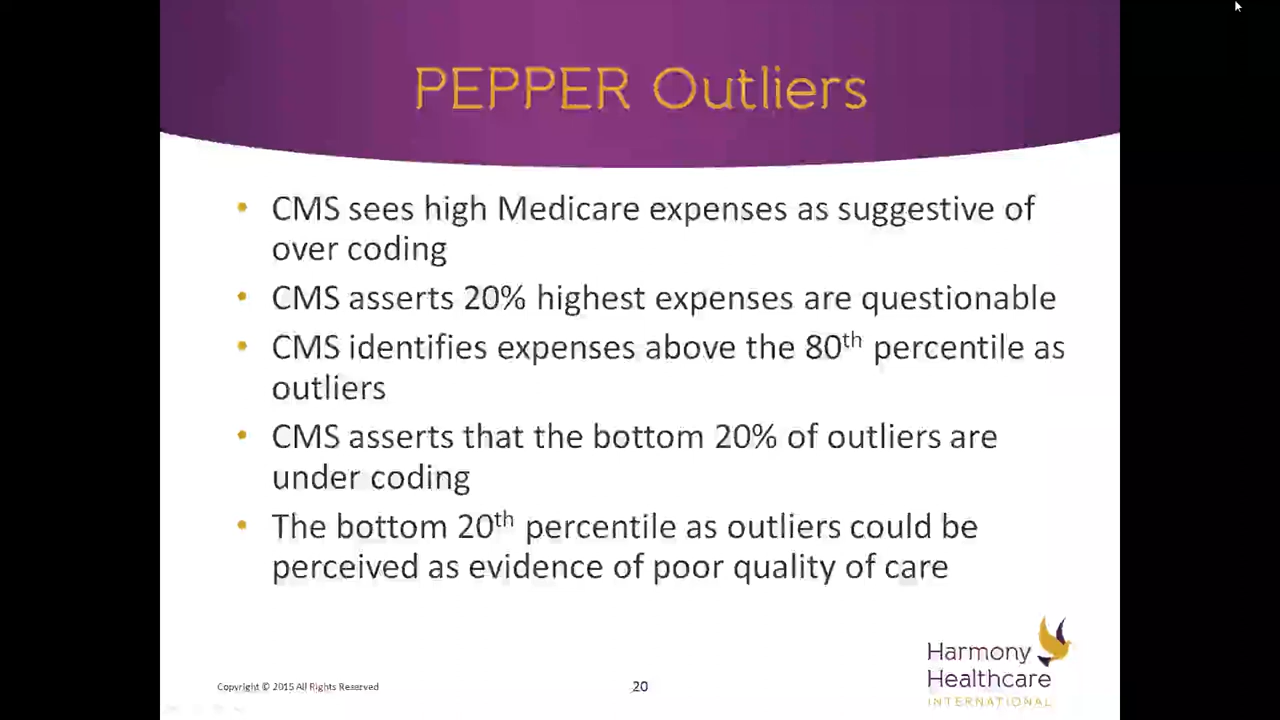 PEPPER Outliers
• CMS sees high Medicare expenses as suggestive of
over coding
• CMS asserts 20% highest expenses are questionable
• CMS identifies expenses above the 80th percentile as
outliers
• CMS asserts that the bottom 20% of outliers are
under coding
• The bottom 20th percentile as outliers could be
perceived as evidence of poor quality of care
Harmony
Healthcare
INTERNATIONAL
Copyright © 2015 All Rights Reserved
20